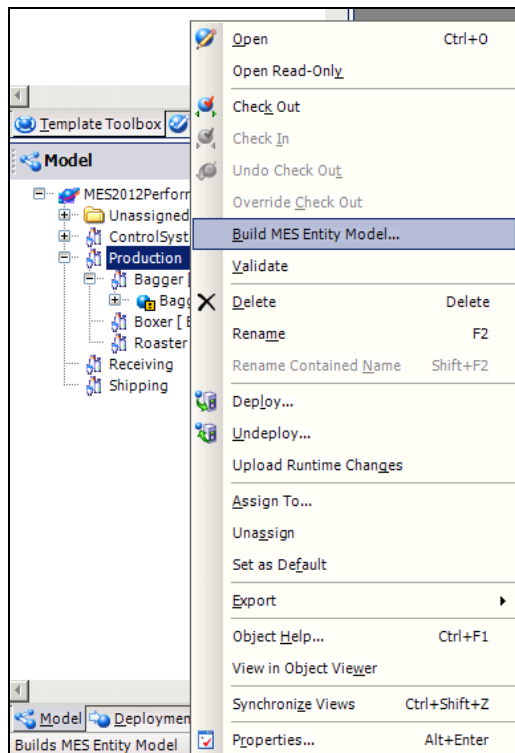 Template Toolbox
Model
MES2012Perforn
Unassigned
ControlSyst
Production
Bagger [
Bagg
Boxer [ B
Roaster
Receiving
Shipping
Open Ctrl+O
Open Read-Only
Check Out
Check In
Undo Check Out
Override Check Out
Build MES Entity Model...
Validate
Delete Delete
Rename F2
Rename Contained Name Shift+F2
Deploy...
Undeploy...
Upload Runtime Changes
Assign To...
Unassign
Set as Default
Export
Object Help... Ctrl+F1
View in Object Viewer
Synchronize Views Ctrl+Shift+Z
Properties... Alt+Enter
Model Deploymen
Builds MES Entity Model